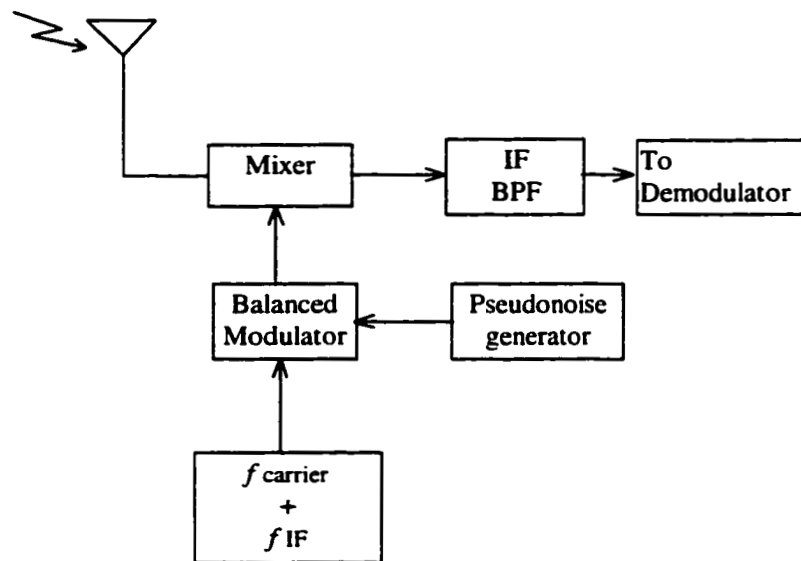 Mixer
IF
BPF
To
Demodulator
Balanced
Modulator
Pseudonoise
generator
f carrier
+
f IF